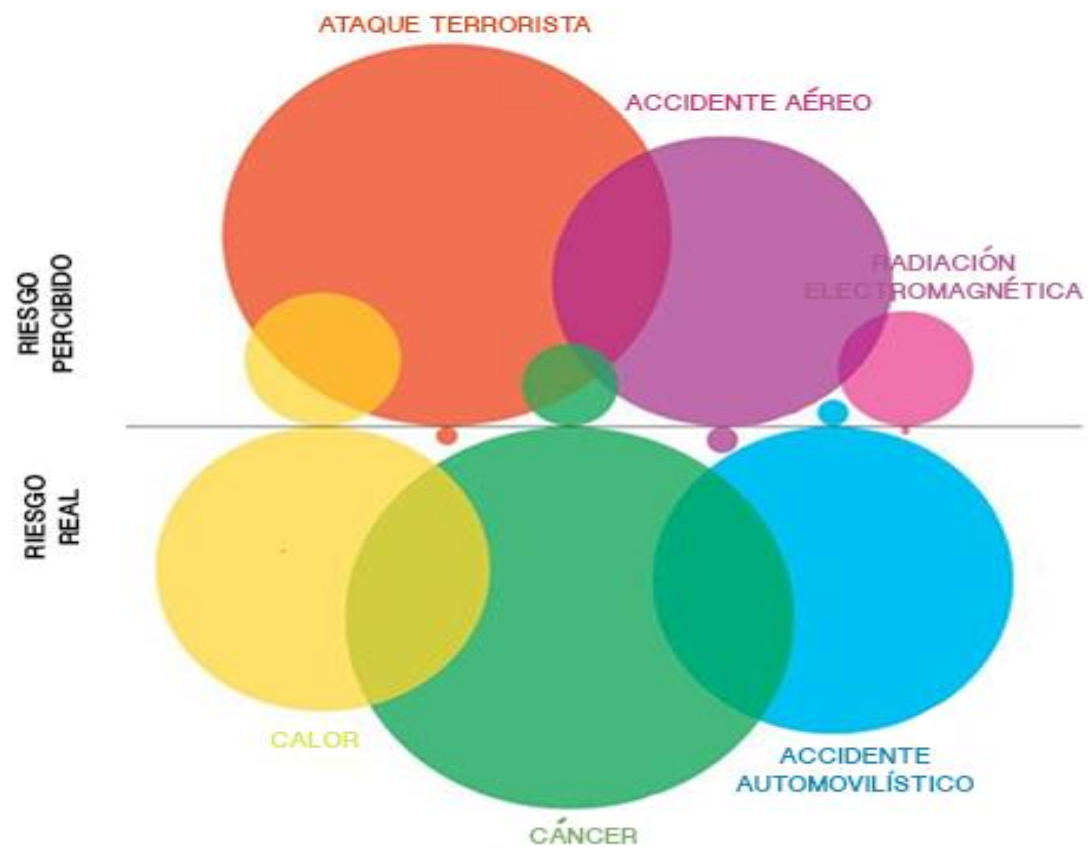 ATAQUE TERRORISTA
ACCIDENTE AÉREO
RADIACIÓN
ELECTROMAGNÉTICA
RIESGO
PERCIBIDO
RIESGO
REAL
CALOR
ACCIDENTE
AUTOMOVILÍSTICO
CÁNCER